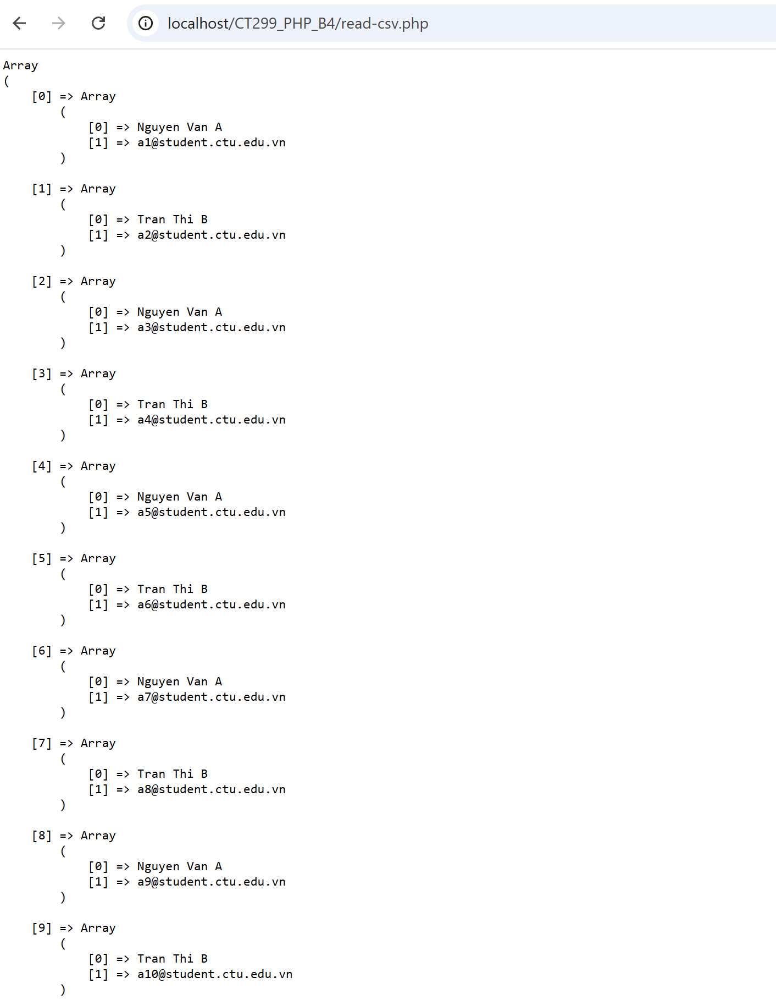 localhost/CT299_PHP_B4/read-csv.php
Array
(
    [0] => Array
        (
            [0] => Nguyen Van A
            [1] => a1@student.ctu.edu.vn
        )

    [1] => Array
        (
            [0] => Tran Thi B
            [1] => a2@student.ctu.edu.vn
        )

    [2] => Array
        (
            [0] => Nguyen Van A
            [1] => a3@student.ctu.edu.vn
        )

    [3] => Array
        (
            [0] => Tran Thi B
            [1] => a4@student.ctu.edu.vn
        )

    [4] => Array
        (
            [0] => Nguyen Van A
            [1] => a5@student.ctu.edu.vn
        )

    [5] => Array
        (
            [0] => Tran Thi B
            [1] => a6@student.ctu.edu.vn
        )

    [6] => Array
        (
            [0] => Nguyen Van A
            [1] => a7@student.ctu.edu.vn
        )

    [7] => Array
        (
            [0] => Tran Thi B
            [1] => a8@student.ctu.edu.vn
        )

    [8] => Array
        (
            [0] => Nguyen Van A
            [1] => a9@student.ctu.edu.vn
        )

    [9] => Array
        (
            [0] => Tran Thi B
            [1] => a10@student.ctu.edu.vn
        )